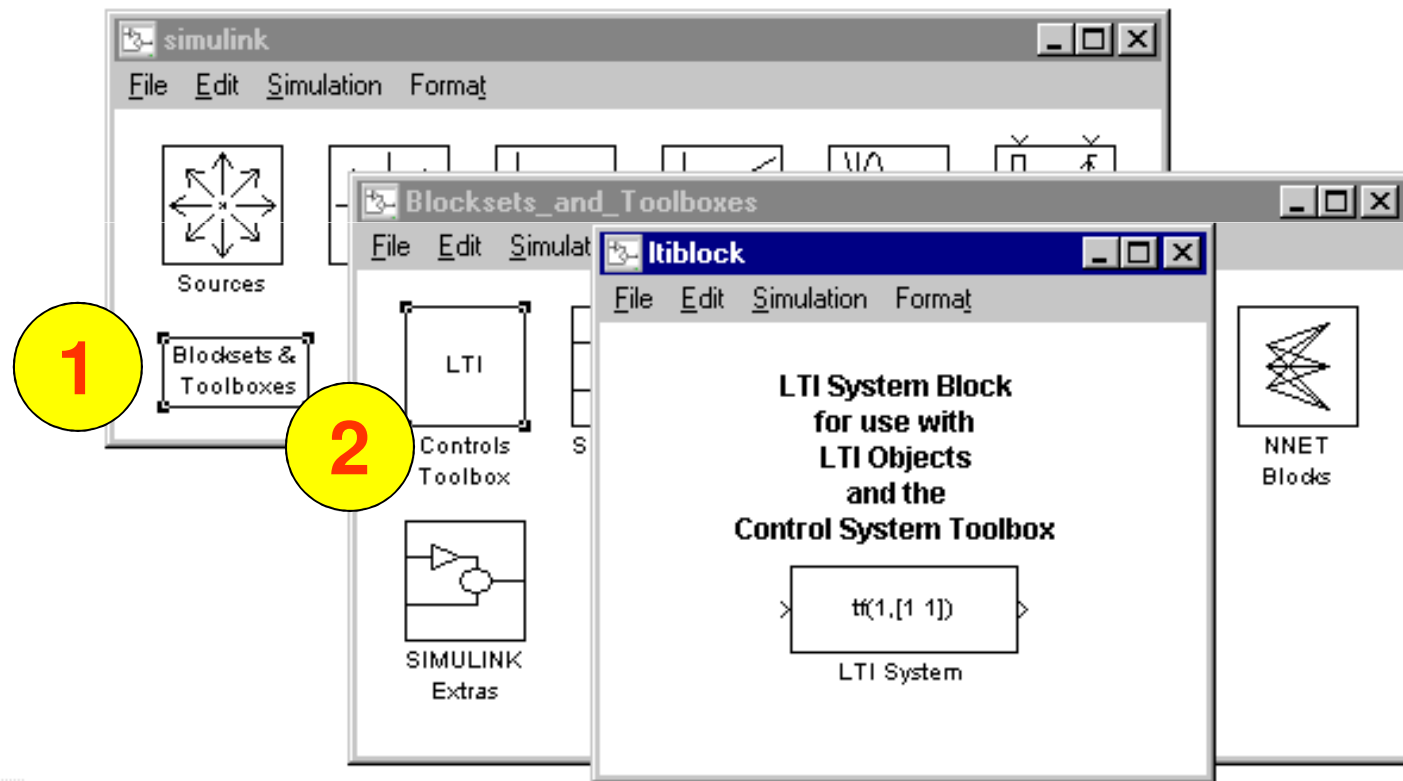 simulink
File Edit Simulation Format
Sources
1
Blocksets &
Toolboxes
Blocksets_and_Toolboxes
File Edit Simulat
LTI
2
Controls
Toolbox
S
NNET
Blocks
SIMULINK
Extras
ltiblock
File Edit Simulation Format
LTI System Block
for use with
LTI Objects
and the
Control System Toolbox
tf(1,[1 1])
LTI System